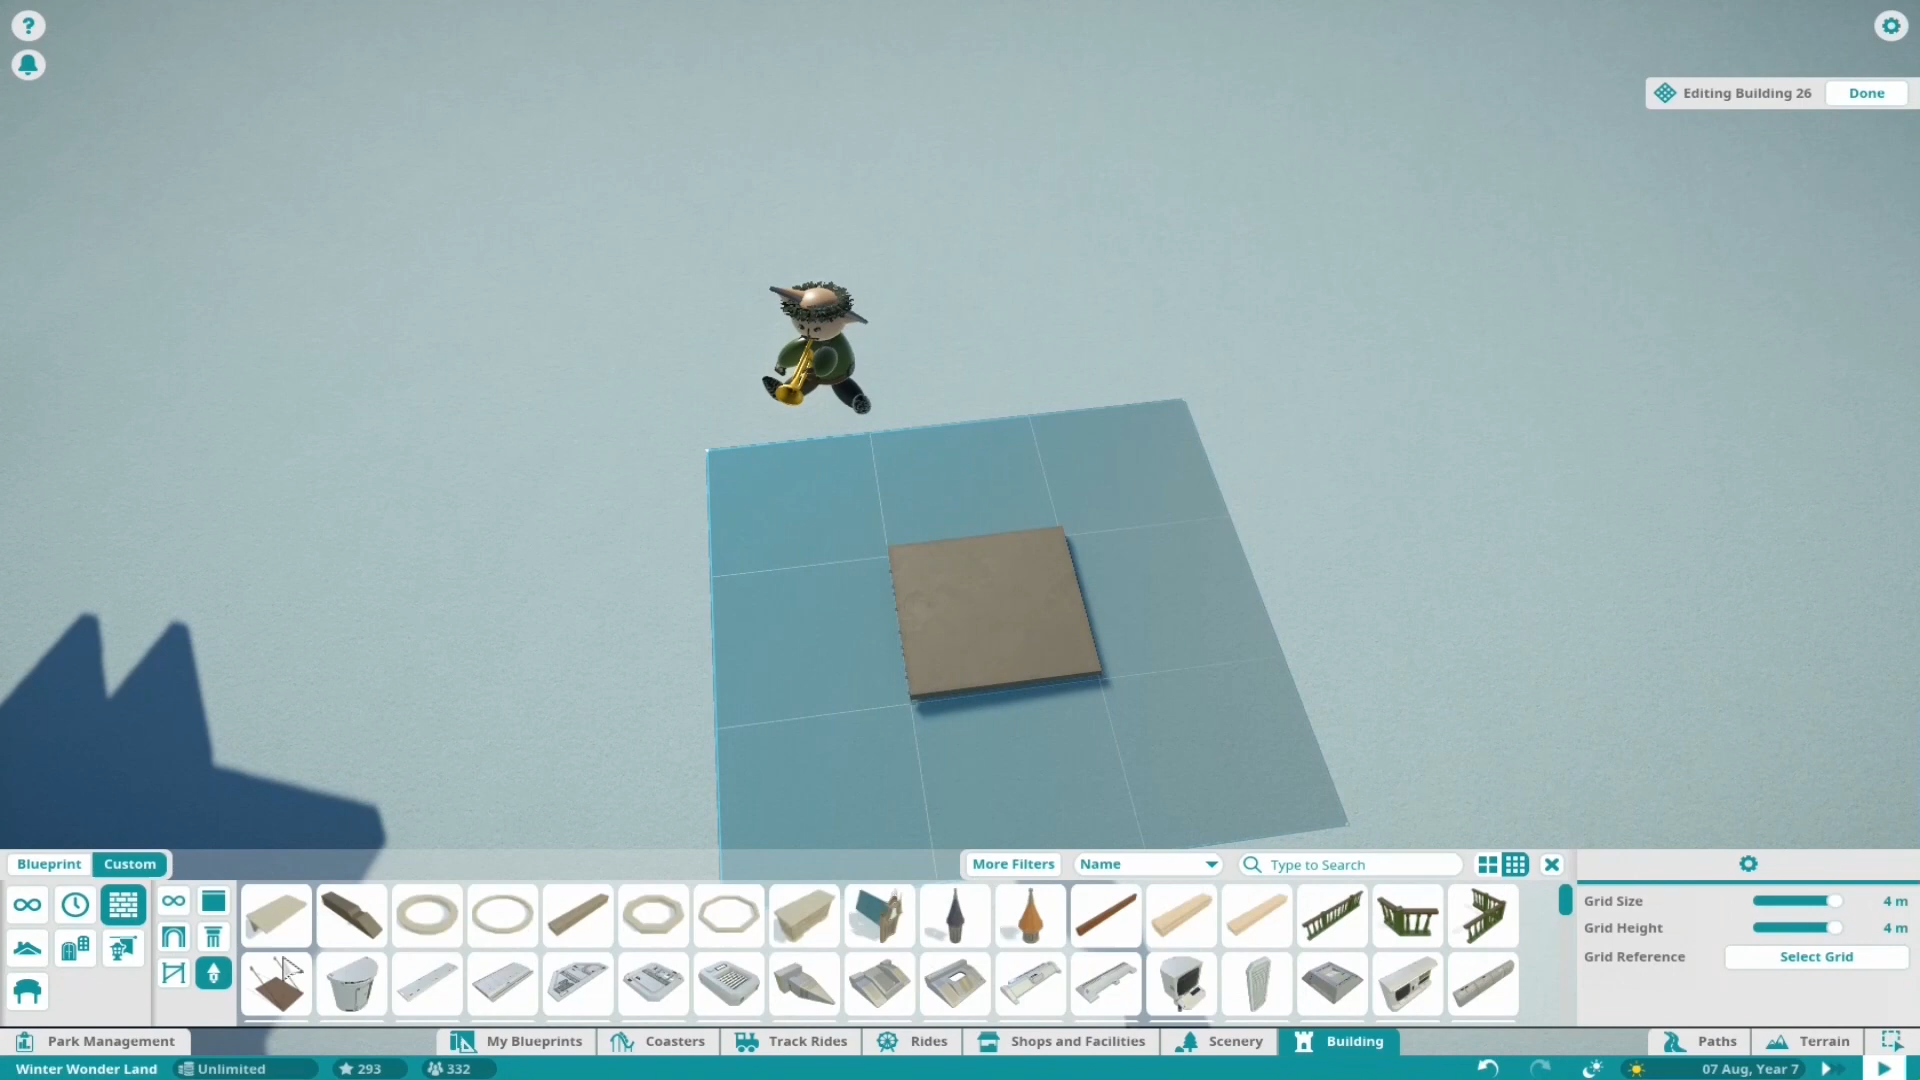 ?
Editing Building 26 Done
Blueprint Custom
More Filters Name Type to Search
Grid Size 4 m
Grid Height 4 m
Grid Reference Select Grid
Park Management My Blueprints Coasters Track Rides Rides Shops and Facilities Scenery Building Paths Terrain
Winter Wonder Land Unlimited 293 332 07 Aug, Year 7